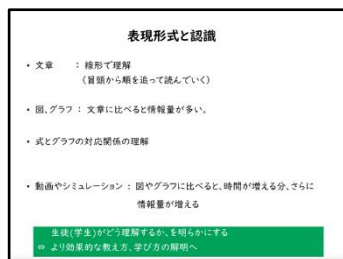 表現形式と認識
• 文章　　：線形で理解
（冒頭から順を追って読んでいく）
• 図、グラフ：文章に比べると情報量が多い。
• 式とグラフの対応関係の理解
• 動画やシミュレーション：図やグラフに比べると、時間が増える分、さらに
情報量が増える
生徒(学生)がどう理解するか、を明らかにする
⇔ より効果的な教え方、学び方の解明へ